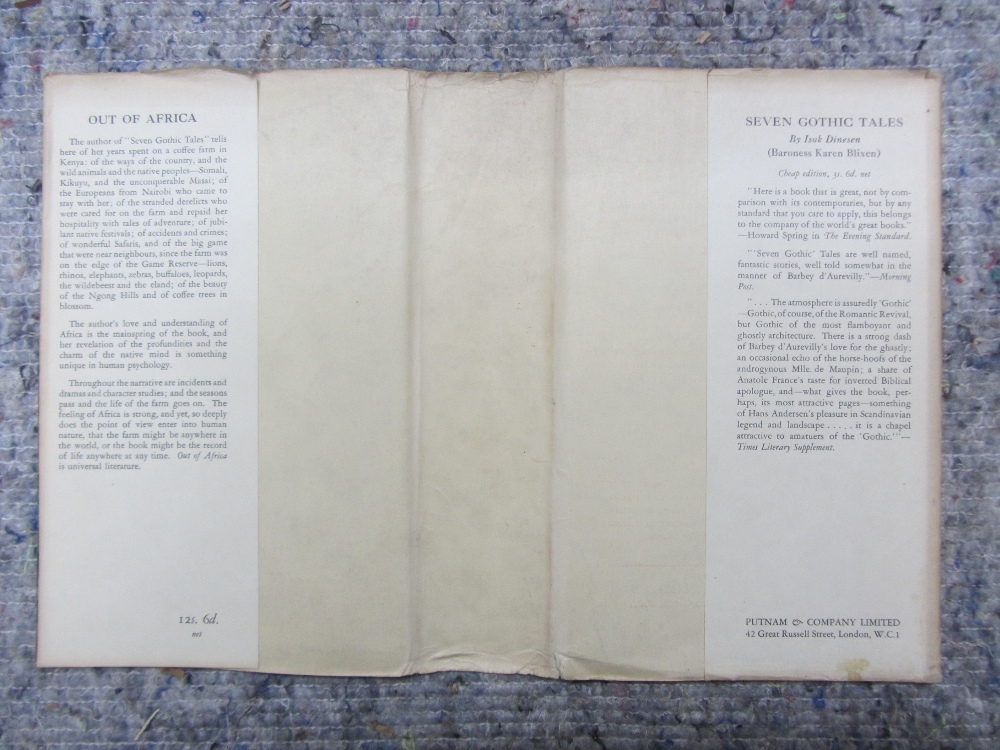 OUT OF AFRICA
The author of "Seven Gothic Tales" tells
here of her years spent on a coffee farm in
Kenya: of the ways of the country, and the
wild animals and the native peoples—Somali,
Kikuyu, and the unconquerable Masai; of
the Europeans from Nairobi who came to
stay with her; of the stranded derelicts who
were cared for on the farm and repaid her
hospitality with tales of adventure; of jubi-
lant native festivals; of accidents and crimes;
of wonderful Safaris, and of the big game
that were near neighbours, since the farm was
on the edge of the Game Reserve—lions,
rhinos, elephants, zebras, buffaloes, leopards,
the wildebeest and the eland; of the beauty
of the Ngong Hills and of coffee trees in
blossom.
The author's love and understanding of
Africa is the mainspring of the book, and
her revelation of the profundities and the
charm of the native mind is something
unique in human psychology.
Throughout the narrative are incidents and
dramas and character studies; and the seasons
pass and the life of the farm goes on. The
feeling of Africa is strong, and yet, so deeply
does the point of view enter into human
nature, that the farm might be anywhere in
the world, or the book might be the record
of life anywhere at any time. Out of Africa
is universal literature.
12s. 6d.
net
SEVEN GOTHIC TALES
By Isak Dinesen
(Baroness Karen Blixen)
Cheap edition, 3s. 6d. net
"Here is a book that is great, not by com-
parison with its contemporaries, but by any
standard that you care to apply, this belongs
to the company of the world's great books."
—Howard Spring in The Evening Standard.
"'Seven Gothic' Tales are well named,
fantastic stories, well told somewhat in the
manner of Barbey d'Aurevilly."—Morning
Post.
". . . The atmosphere is assuredly 'Gothic'
—Gothic, of course, of the Romantic Revival,
but Gothic of the most flamboyant and
ghostly architecture. There is a strong dash
of Barbey d'Aurevilly's love for the ghastly;
an occasional echo of the horse-hoofs of the
androgynous Mlle. de Maupin; a share of
Anatole France's taste for inverted Biblical
apologue, and—what gives the book, per-
haps, its most attractive pages—something
of Hans Andersen's pleasure in Scandinavian
legend and landscape . . . . . it is a chapel
attractive to amateurs of the 'Gothic.'"—
Times Literary Supplement.
PUTNAM & COMPANY LIMITED
42 Great Russell Street, London, W.C.1